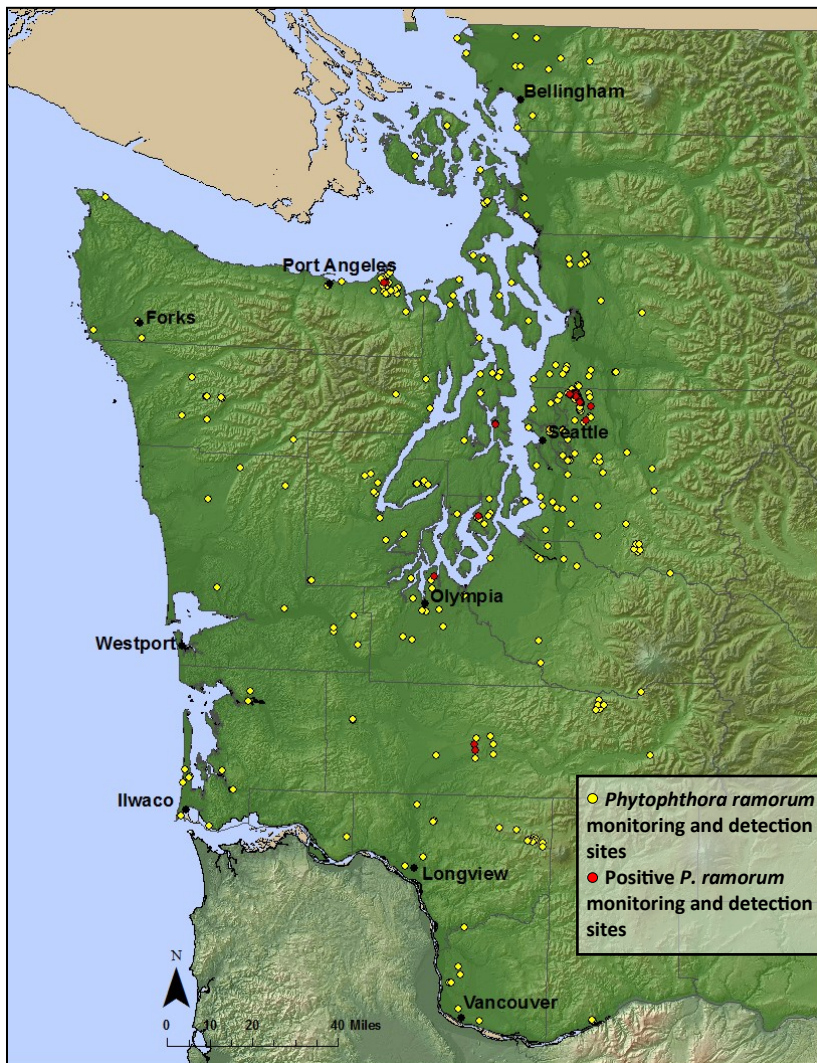 Bellingham
Port Angeles
Forks
Seattle
Olympia
Westport
Ilwaco
Phytophthora ramorum
monitoring and detection
sites
Positive P. ramorum
monitoring and detection
sites
Longview
N
Vancouver
0 10 20 40 Miles